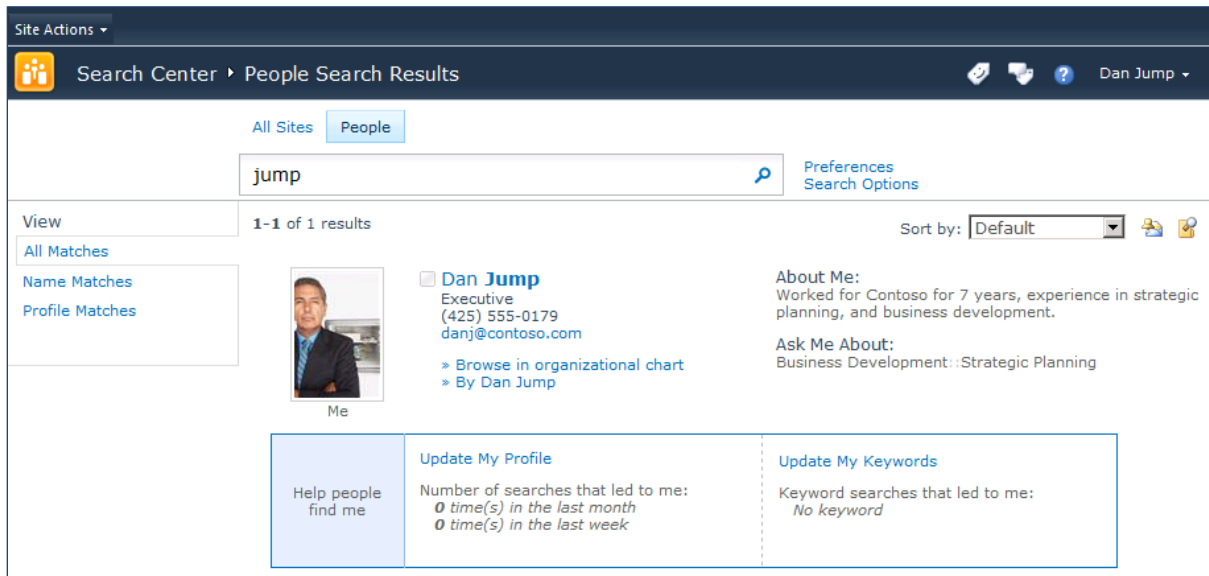 Site Actions
Search Center People Search Results
Dan Jump
All Sites People
jump
Preferences
Search Options
View
All Matches
Name Matches
Profile Matches
1-1 of 1 results
Sort by: Default
Dan Jump
Executive
(425) 555-0179
danj@contoso.com
» Browse in organizational chart
» By Dan Jump
Me
About Me:
Worked for Contoso for 7 years, experience in strategic
planning, and business development.
Ask Me About:
Business Development::Strategic Planning
Help people
find me
Update My Profile
Number of searches that led to me:
0 time(s) in the last month
0 time(s) in the last week
Update My Keywords
Keyword searches that led to me:
No keyword